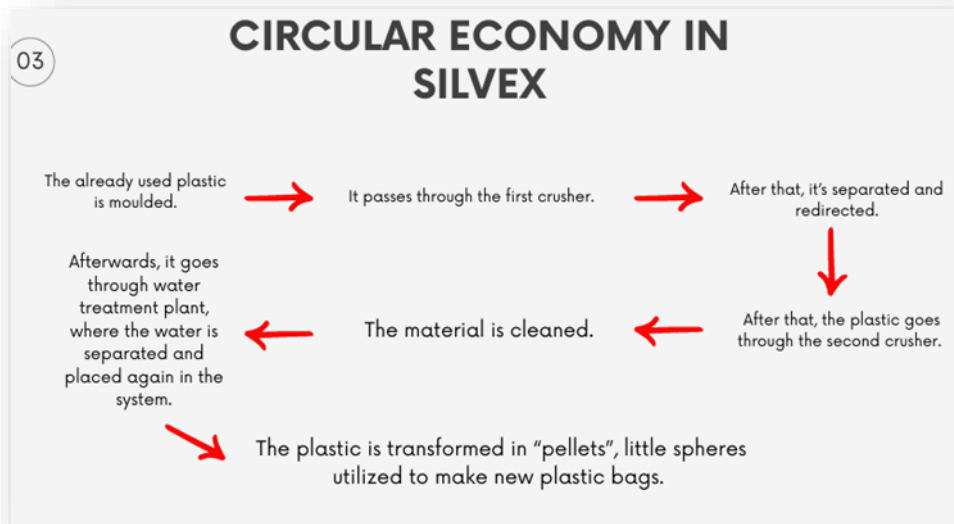 CIRCULAR ECONOMY IN
SILVEX
03
The already used plastic
is moulded.
It passes through the first crusher.
After that, it's separated and
redirected.
After that, the plastic goes
through the second crusher.
The material is cleaned.
Afterwards, it goes
through water
treatment plant,
where the water is
separated and
placed again in the
system.
The plastic is transformed in “pellets”, little spheres
utilized to make new plastic bags.